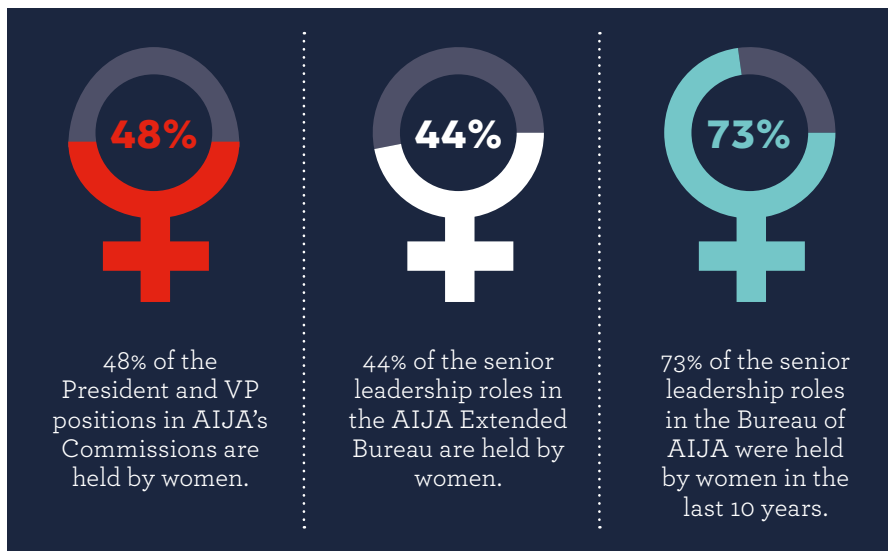 48%
48% of the
President and VP
positions in AIJA's
Commissions are
held by women.
44%
44% of the senior
leadership roles in
the AIJA Extended
Bureau are held by
women.
73%
73% of the senior
leadership roles
in the Bureau of
AIJA were held
by women in the
last 10 years.